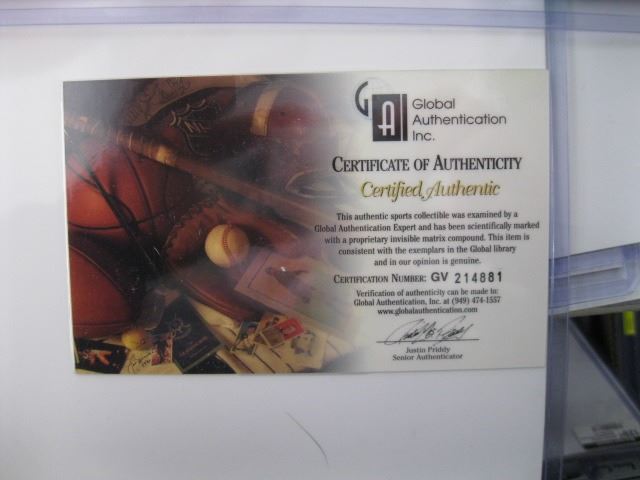 GAI
Global
Authentication
Inc.
CERTIFICATE OF AUTHENTICITY
Certified Authentic
This authentic sports collectible was examined by a
Global Authentication Expert and has been scientifically marked
with a proprietary invisible matrix compound. This item is
consistent with the exemplars in the Global library
and in our opinion is genuine.
CERTIFICATION NUMBER: GV 214881
Verification of authenticity can be made to:
Global Authentication, Inc. at (949) 474-1557
www.globalauthentication.com
Justin Priddy
Senior Authenticator